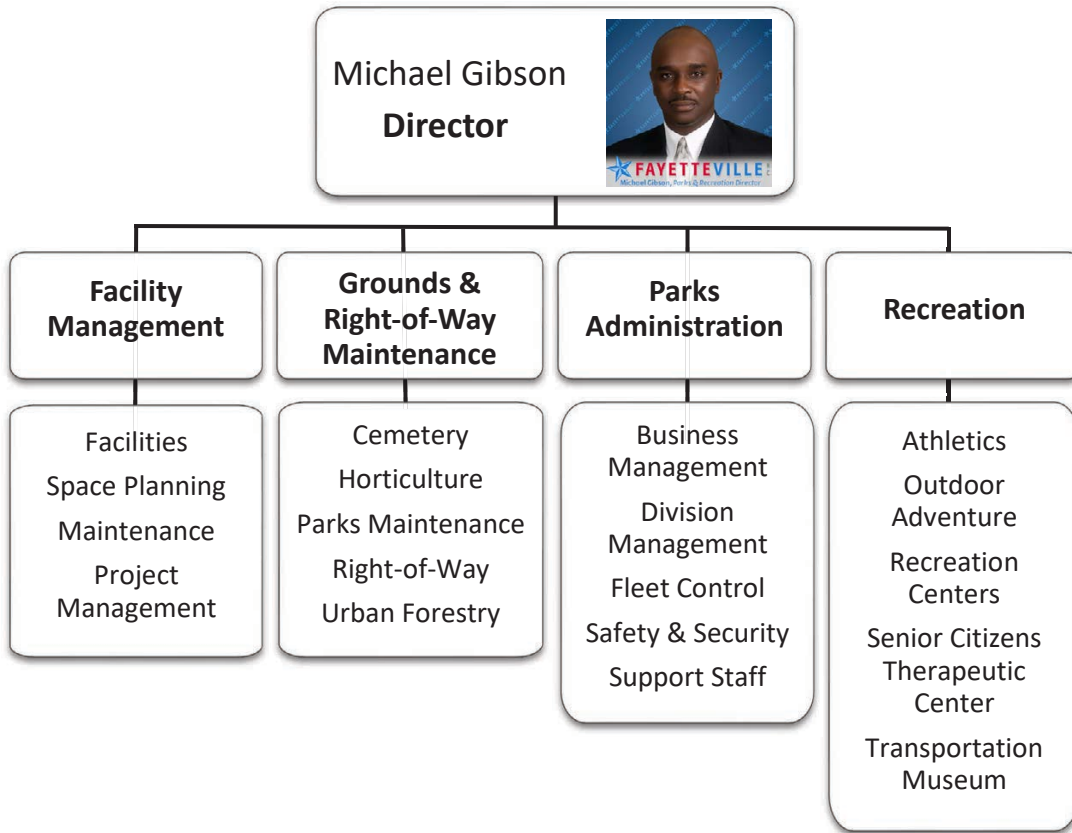 Michael Gibson
Director
FAYETTEVILLE
Michael Gibson, Parks & Recreation Director
Facility
Management
Grounds &
Right-of-Way
Maintenance
Parks
Administration
Recreation
Facilities
Space Planning
Maintenance
Project
Management
Cemetery
Horticulture
Parks Maintenance
Right-of-Way
Urban Forestry
Business
Management
Division
Management
Fleet Control
Safety & Security
Support Staff
Athletics
Outdoor
Adventure
Recreation
Centers
Senior Citizens
Therapeutic
Center
Transportation
Museum